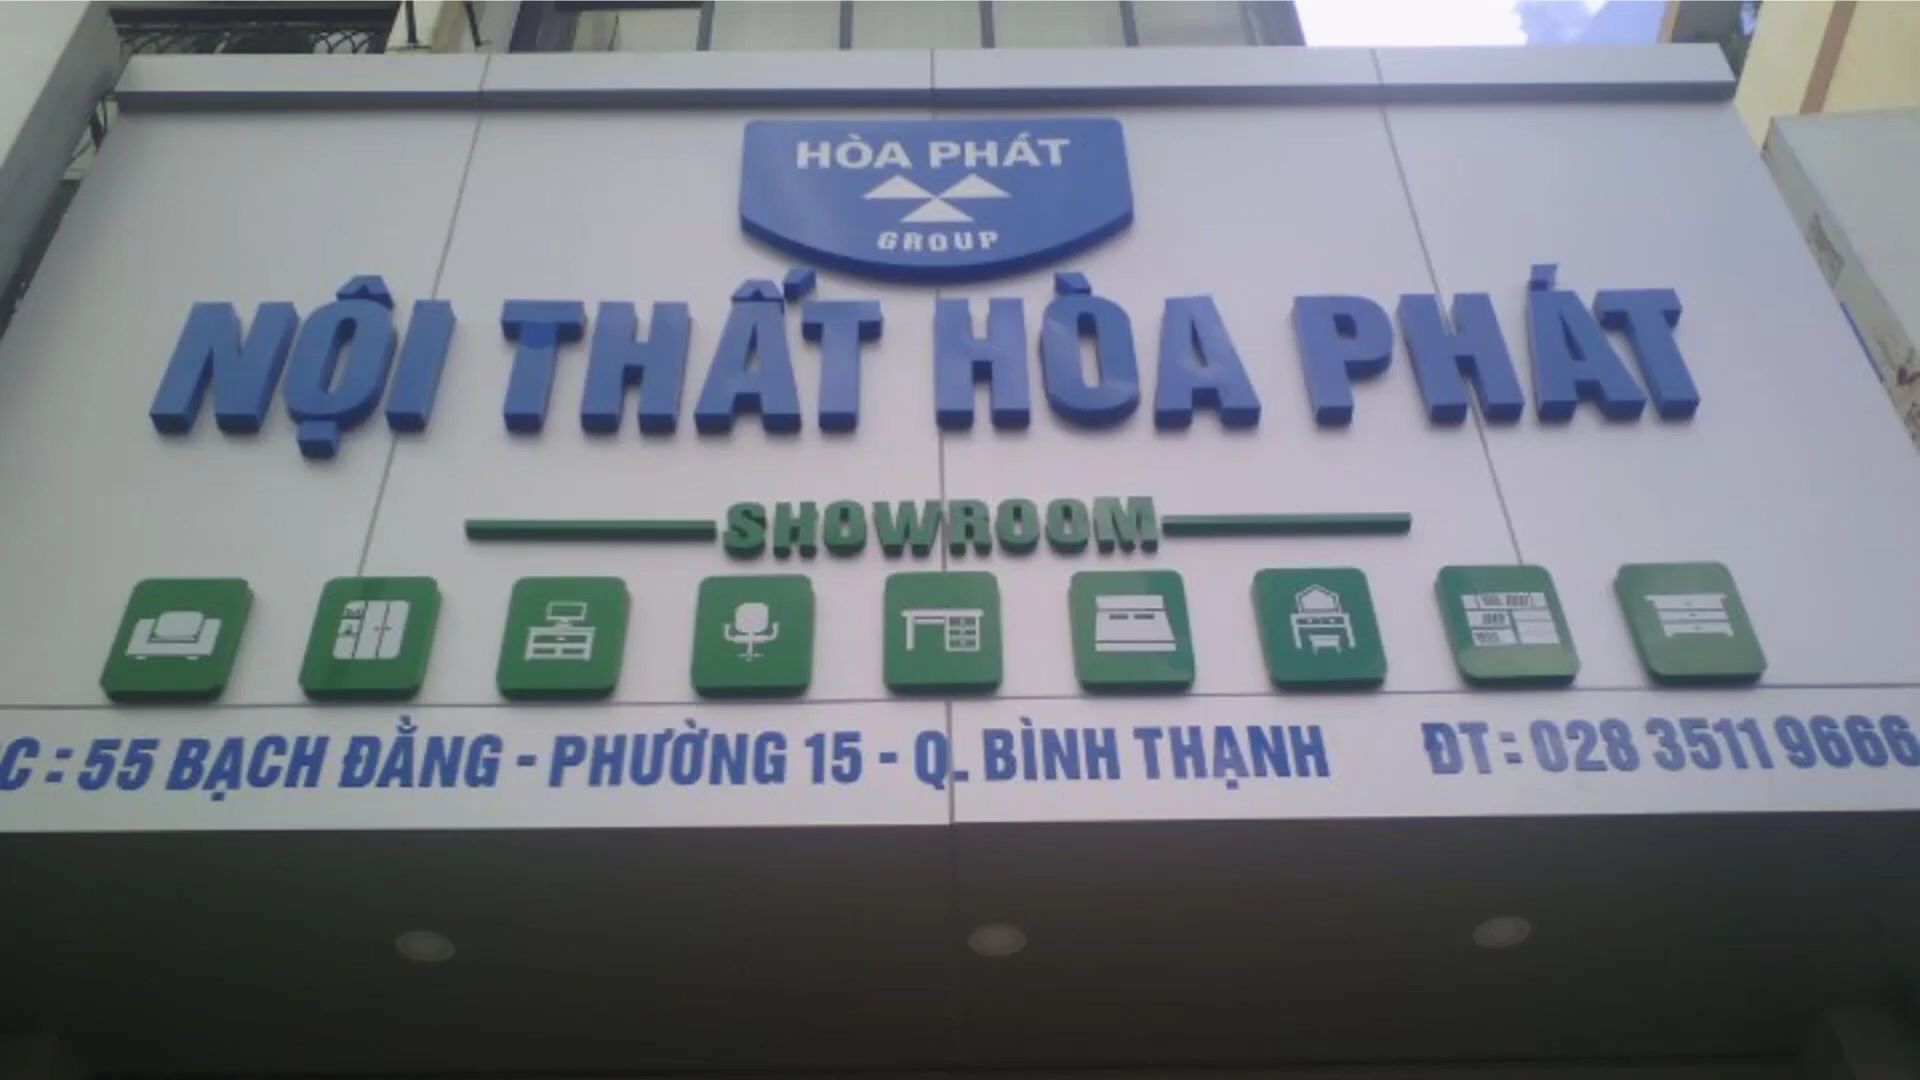 HÒA PHÁT
GROUP
NỘI THẤT HÒA PHÁT
SHOWROOM
C : 55 BẠCH ĐẰNG - PHƯỜNG 15 - Q. BÌNH THẠNH ĐT : 028 3511 9666